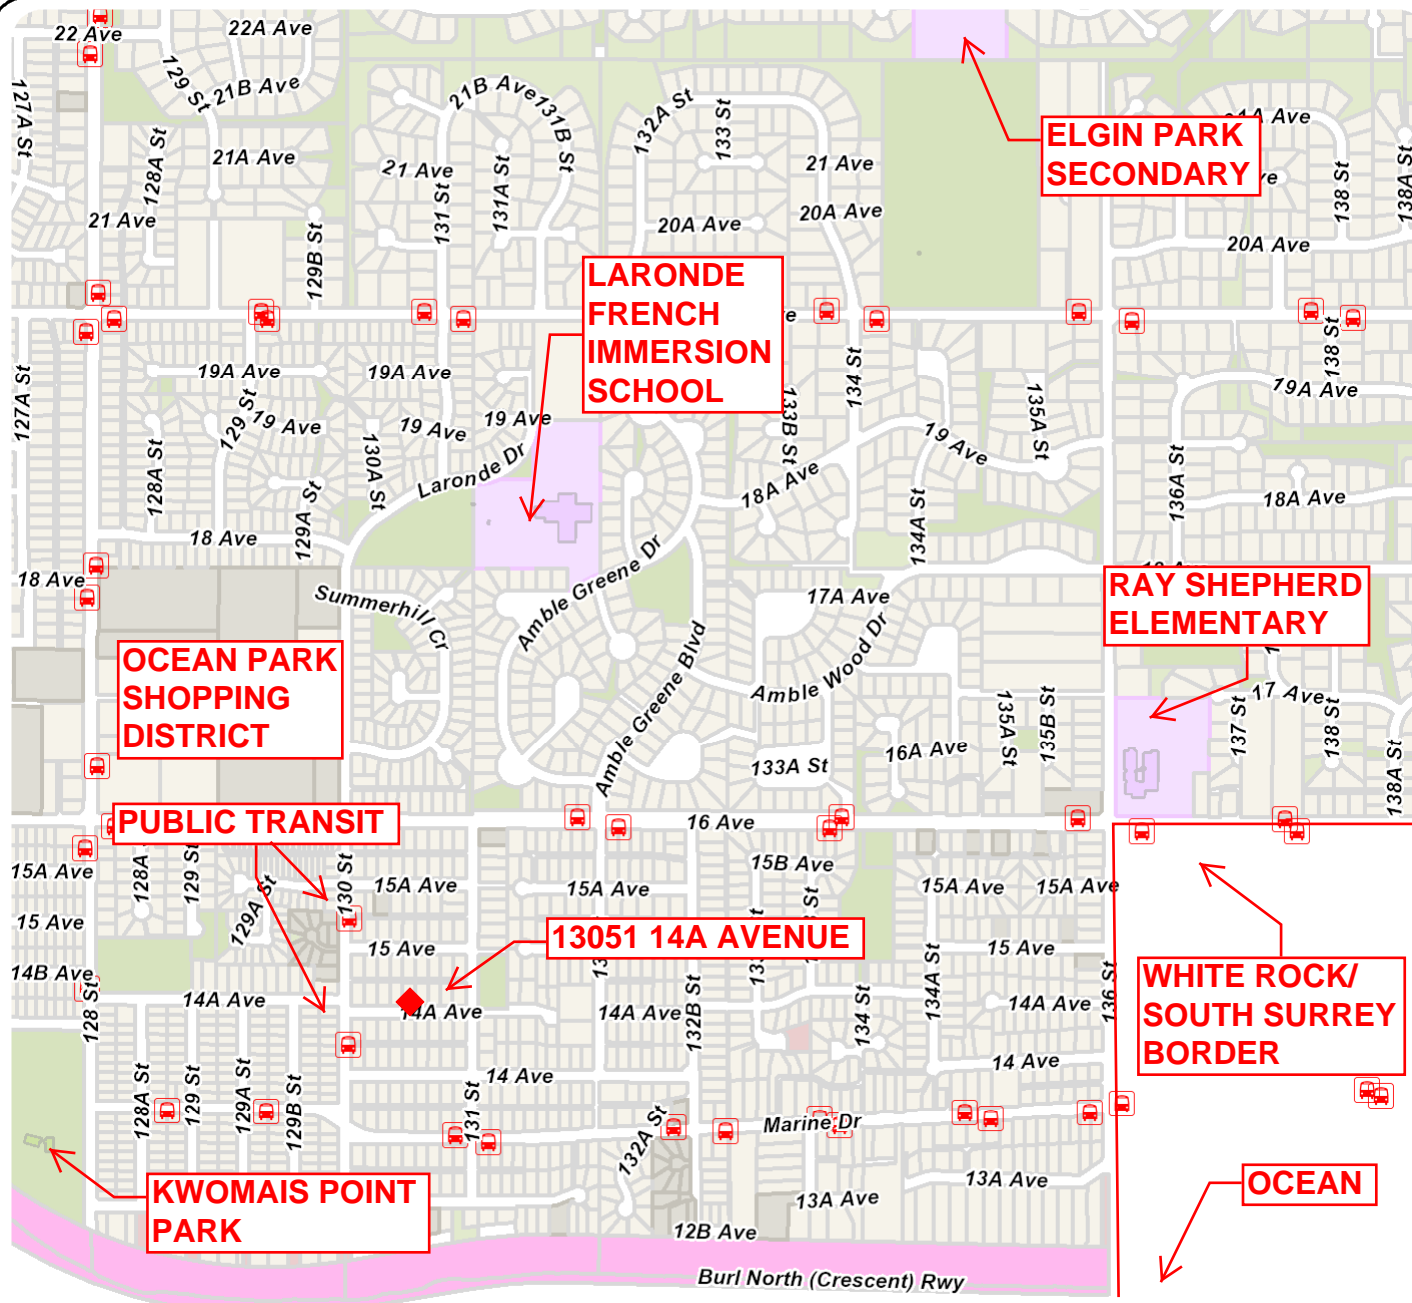 22 Ave
22A Ave
129 St
21B Ave
127A St
128A St
21A Ave
21 Ave
129B St
21B Ave
131B St
21 Ave
131A St
131 St
132A St
133 St
21 Ave
20A Ave
20A Ave
ELGIN PARK
SECONDARY
138 St
138A St
20A Ave
LARONDE
FRENCH
IMMERSION
SCHOOL
127A St
19A Ave
19A Ave
129 St
19 Ave
19 Ave
19 Ave
128A St
130A St
129A St
Laronde Dr
133B St
134 St
18A Ave
19 Ave
135A St
138 St
19A Ave
136A St
18A Ave
134A St
18 Ave
18 Ave
Summerhill Cr
Amble Greene Dr
Amble Greene Blvd
17A Ave
Amble Wood Dr
RAY SHEPHERD
ELEMENTARY
OCEAN PARK
SHOPPING
DISTRICT
17 Ave
137 St
138 St
138A St
135A St
135B St
16A Ave
133A St
PUBLIC TRANSIT
16 Ave
15A Ave
128A
129 St
129A St
130 St
15A Ave
15A Ave
15B Ave
15A Ave
15A Ave
15 Ave
15 Ave
13051 14A AVENUE
15 Ave
14B Ave
128 St
14A Ave
14A Ave
14A Ave
132B St
134 St
134A St
14A Ave
136 St
WHITE ROCK/
SOUTH SURREY
BORDER
128A St
129 St
129A St
129B St
14 Ave
131 St
14 Ave
Marine Dr
132A St
KWOMAIS POINT
PARK
13A Ave
13A Ave
OCEAN
12B Ave
Burl North (Crescent) Rwy